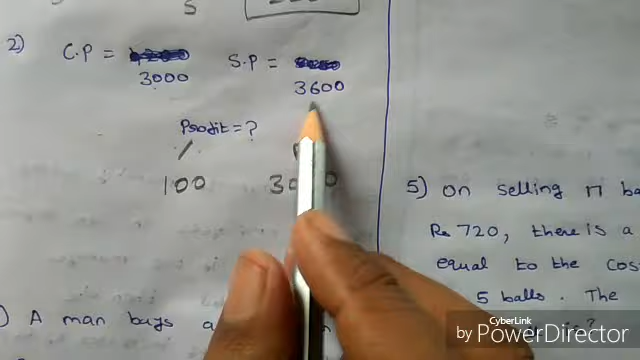 S
2) C.P = S.P =
3000 3600
Profit = ?
100
5) on selling 17
Rs 720, there is a
equal to the
5 balls. The
) A man buys a
CyberLink
by PowerDirector